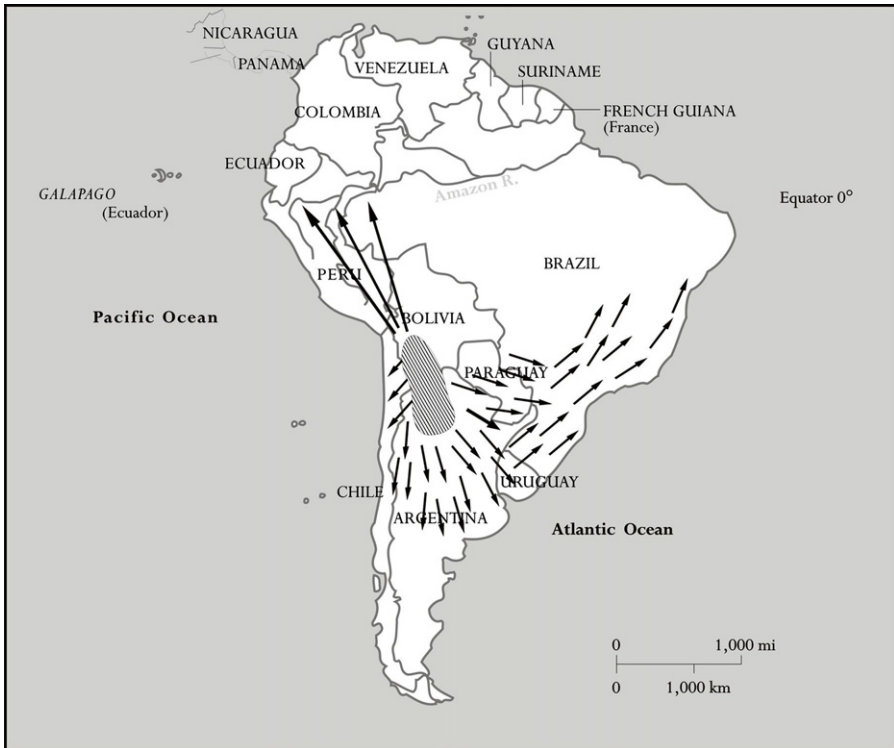 NICARAGUA
PANAMA
VENEZUELA
GUYANA
SURINAME
COLOMBIA
FRENCH GUIANA
(France)
ECUADOR
Amazon R.
GALAPAGO
(Ecuador)
Equator 0°
BRAZIL
PERU
Pacific Ocean
BOLIVIA
PARAGUAY
CHILE
URUGUAY
ARGENTINA
Atlantic Ocean
0 1,000 mi
0 1,000 km